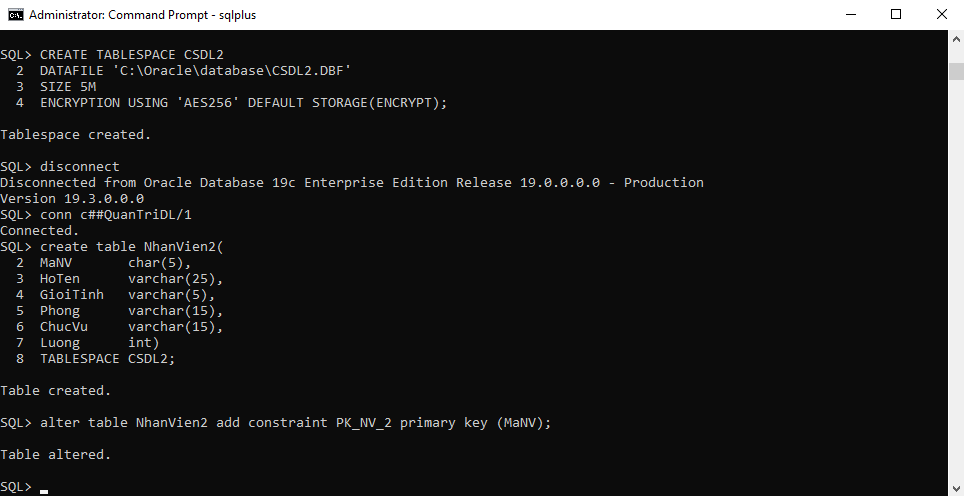 Administrator: Command Prompt - sqlplus
SQL> CREATE TABLESPACE CSDL2
  2  DATAFILE 'C:\Oracle\database\CSDL2.DBF'
  3  SIZE 5M
  4  ENCRYPTION USING 'AES256' DEFAULT STORAGE(ENCRYPT);
Tablespace created.
SQL> disconnect
Disconnected from Oracle Database 19c Enterprise Edition Release 19.0.0.0.0 - Production
Version 19.3.0.0.0
SQL> conn c##QuanTriDL/1
Connected.
SQL> create table NhanVien2(
  2  MaNV       char(5),
  3  HoTen      varchar(25),
  4  GioiTinh   varchar(5),
  5  Phong      varchar(15),
  6  ChucVu     varchar(15),
  7  Luong      int)
  8  TABLESPACE CSDL2;
Table created.
SQL> alter table NhanVien2 add constraint PK_NV_2 primary key (MaNV);
Table altered.
SQL>